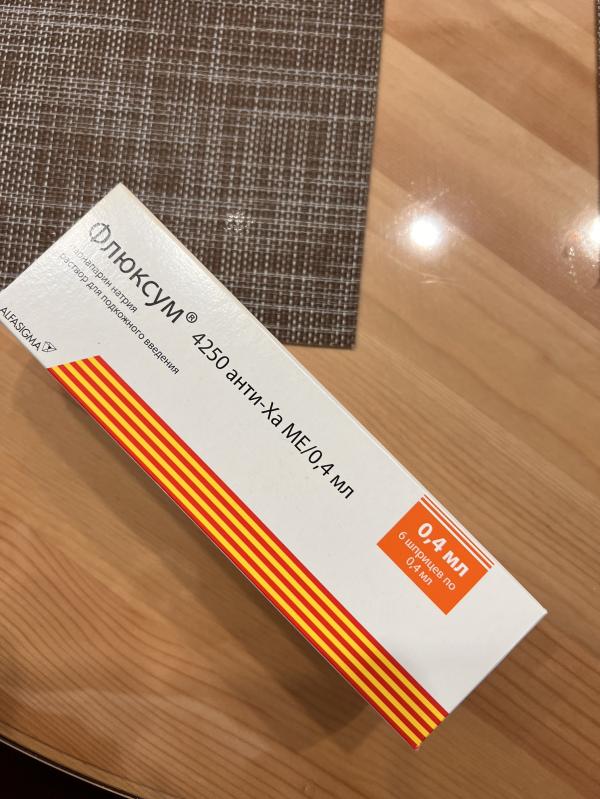 Флюксум® 4250 анти-Ха МЕ/0,4 мл
натрия
раствор для подкожного введения
ALFASIGMA
0,4 мл
6 шприцев по
0,4 мл